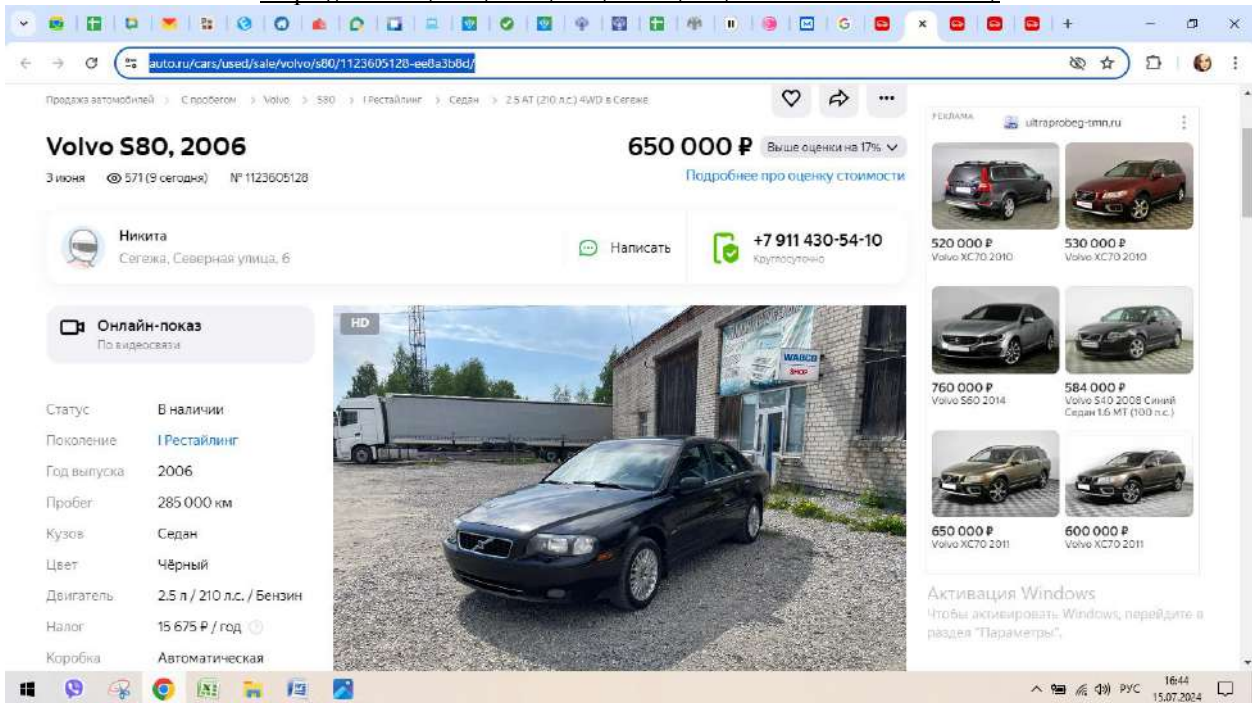 auto.ru/cars/used/sale/volvo/s80/1123605128-ee8a3b8d/
Продажа автомобилей > С пробегом > Volvo > S80 > I Рестайлинг > Седан > 2.5 AT (210 л.с.) 4WD в Сегеже
Volvo S80, 2006
650 000 ₽ Выше оценки на 17%
3 июня 571 (9 сегодня) № 1123605128
Подробнее про оценку стоимости
Никита
Сегежа, Северная улица, 6
Написать
+7 911 430-54-10
Круглосуточно
Онлайн-показ
По видеосвязи
Статус В наличии
Поколение I Рестайлинг
Год выпуска 2006
Пробег 285 000 км
Кузов Седан
Цвет Чёрный
Двигатель 2.5 л / 210 л.с. / Бензин
Налог 15 675 ₽ / год
Коробка Автоматическая
HD
WABCO
SHOP
РЕКЛАМА
ultraprobeg-tmn.ru
520 000 ₽
Volvo XC70 2010
530 000 ₽
Volvo XC70 2010
760 000 ₽
Volvo S60 2014
584 000 ₽
Volvo S40 2008 Синий
Седан 1.6 MT (100 л.с.)
650 000 ₽
Volvo XC70 2011
600 000 ₽
Volvo XC70 2011
Активация Windows
Чтобы активировать Windows, перейдите в
раздел "Параметры".
РУС
16:44
15.07.2024